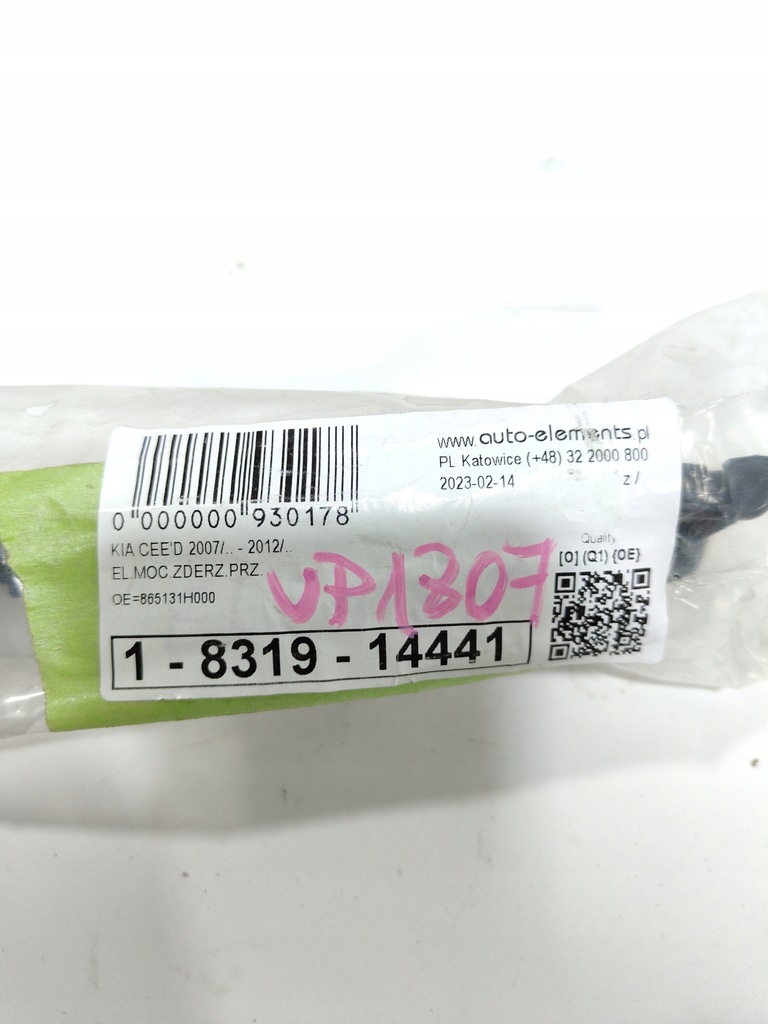 www.auto-elements.pl
PL Katowice (+48) 32 2000 800
2023-02-14 z /
0 000000 930178
KIA CEE'D 2007/.. - 2012/..
EL.MOC.ZDERZ.PRZ.
OE=865131H000
VP1807
Quality
[O] (Q1) {OE}
1 - 8319 - 14441